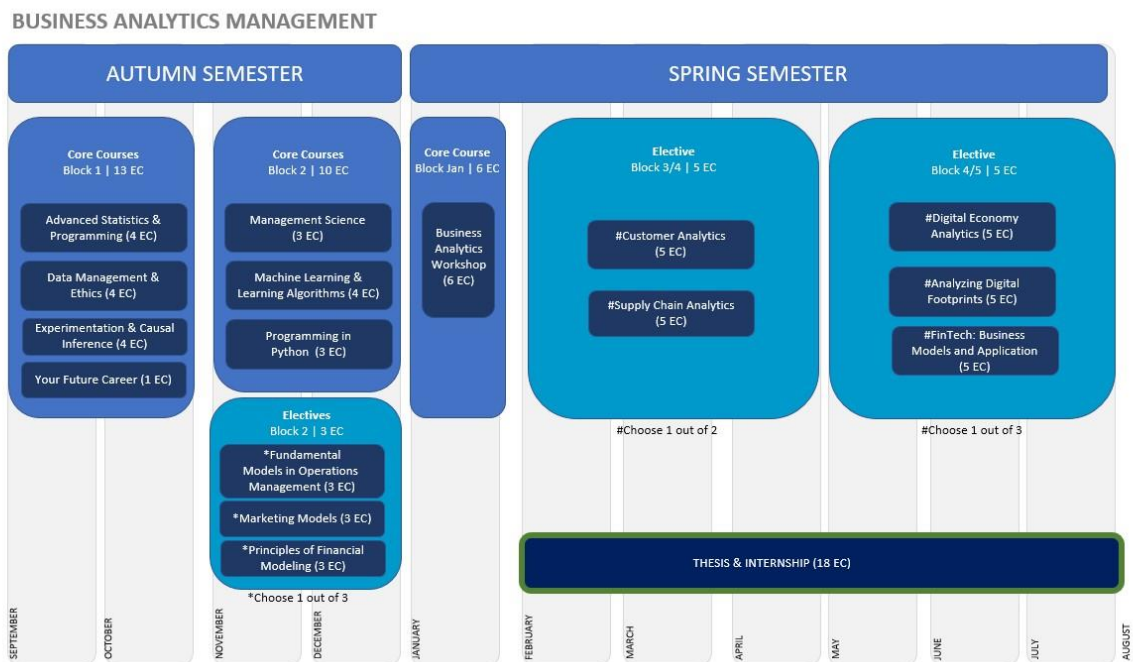 BUSINESS ANALYTICS MANAGEMENT
AUTUMN SEMESTER
SPRING SEMESTER
Core Courses
Block 1 | 13 EC
Advanced Statistics &
Programming (4 EC)
Data Management &
Ethics (4 EC)
Experimentation & Causal
Inference (4 EC)
Your Future Career (1 EC)
Core Courses
Block 2 | 10 EC
Management Science
(3 EC)
Machine Learning &
Learning Algorithms (4 EC)
Programming in
Python (3 EC)
Electives
Block 2 | 3 EC
*Fundamental
Models in Operations
Management (3 EC)
*Marketing Models (3 EC)
*Principles of Financial
Modeling (3 EC)
*Choose 1 out of 3
Core Course
Block Jan | 6 EC
Business
Analytics
Workshop
(6 EC)
Elective
Block 3/4 | 5 EC
#Customer Analytics
(5 EC)
#Supply Chain Analytics
(5 EC)
#Choose 1 out of 2
Elective
Block 4/5 | 5 EC
#Digital Economy
Analytics (5 EC)
#Analyzing Digital
Footprints (5 EC)
#FinTech: Business
Models and Application
(5 EC)
#Choose 1 out of 3
THESIS & INTERNSHIP (18 EC)
SEPTEMBER
OCTOBER
NOVEMBER
DECEMBER
JANUARY
FEBRUARY
MARCH
APRIL
MAY
JUNE
JULY
AUGUST